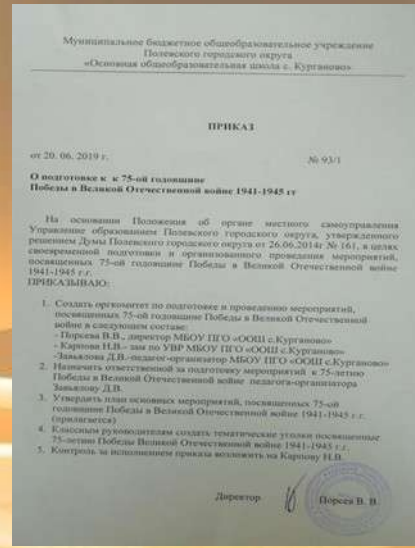 Муниципальное бюджетное общеобразовательное учреждение
Полевского городского округа
«Основная общеобразовательная школа с. Курганово»
ПРИКАЗ
от 20. 06. 2019 г. № 93/1
О подготовке к к 75-ой годовщине
Победы в Великой Отечественной войне 1941-1945 гг
На основании Положения об органе местного самоуправления
Управление образованием Полевского городского округа, утвержденного
решением Думы Полевского городского округа от 26.06.2014г № 161, в целях
своевременной подготовки и организованного проведения мероприятий,
посвященных 75-ой годовщине Победы в Великой Отечественной войне
1941-1945 г.г.
ПРИКАЗЫВАЮ:
1. Создать оргкомитет по подготовке и проведению мероприятий,
посвященных 75-ой годовщине Победы в Великой Отечественной
войне в следующем составе:
- Порсева В.В., директор МБОУ ПГО «ООШ с.Курганово»
- Карпова Н.В.- зам по УВР МБОУ ПГО «ООШ с.Курганово»
-Завьялова Д.В.-педагог-организатор МБОУ ПГО «ООШ с.Курганово»
2. Назначить ответственной за подготовку мероприятий к 75-летию
Победы в Великой Отечественной войне педагога-организатора
Завьялову Д.В.
3. Утвердить план основных мероприятий, посвященных 75-ой
годовщине Победы в Великой Отечественной войне 1941-1945 г.г.
(прилагается)
4. Классным руководителям создать тематические уголки посвященные
75-летию Победы Великой Отечественной войне 1941-1945 г.г.
5. Контроль за исполнением приказа возложить на Карпову Н.В.
Директор Порсева В. В.